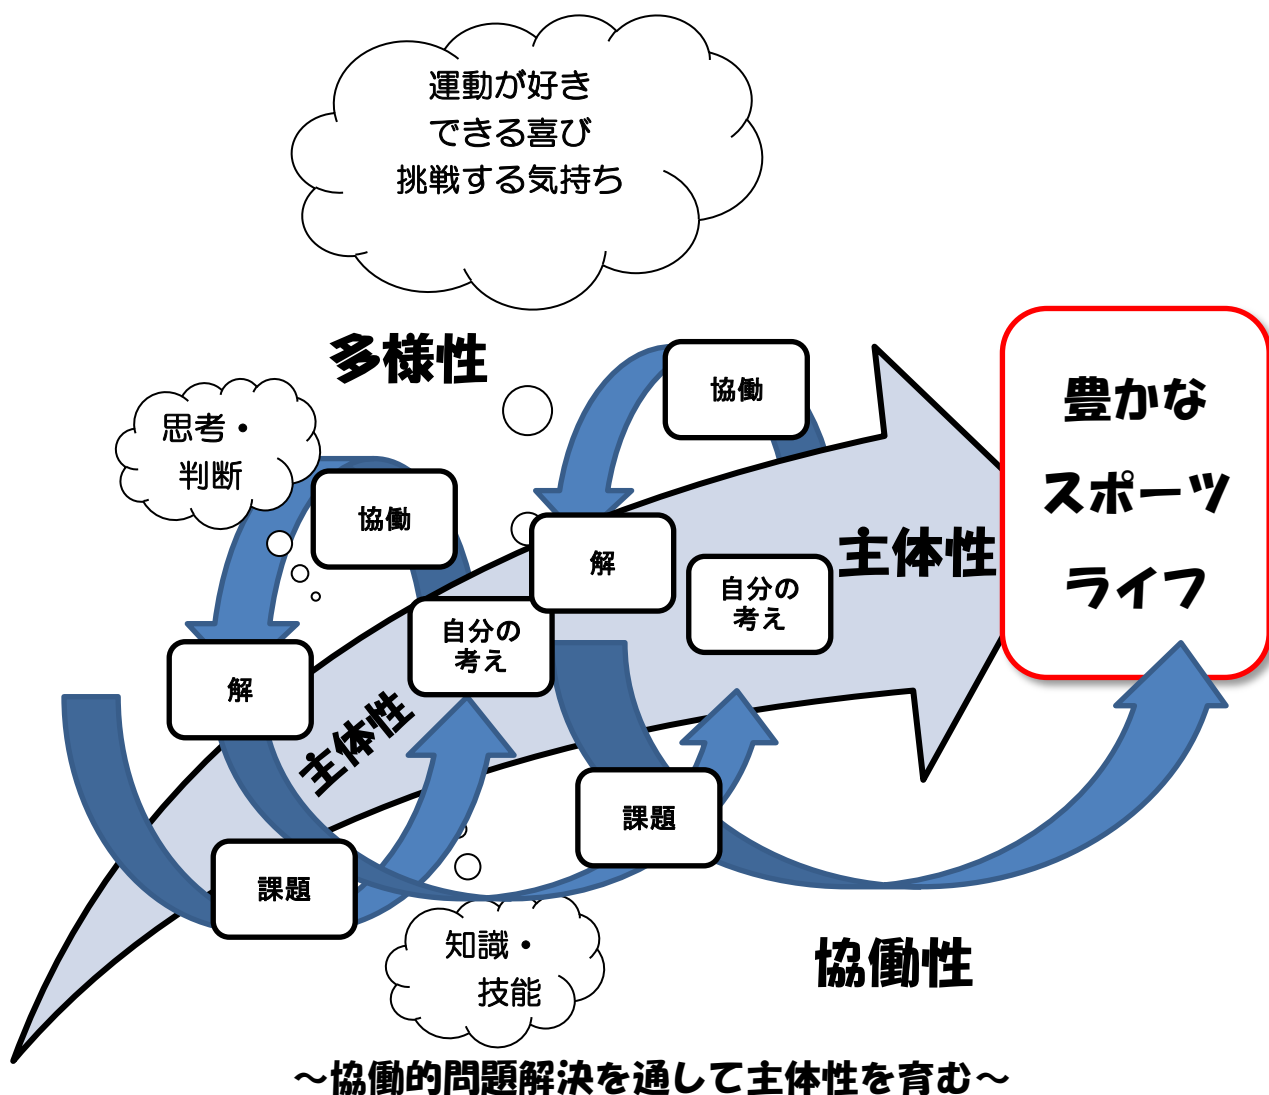 運動が好き
できる喜び
挑戦する気持ち
多様性
協働
豊かな
スポーツ
ライフ
思考・
判断
協働
主体性
解
自分の
考え
自分の
考え
解
主体性
課題
課題
知識・
技能
協働性
～協働的問題解決を通して主体性を育む～